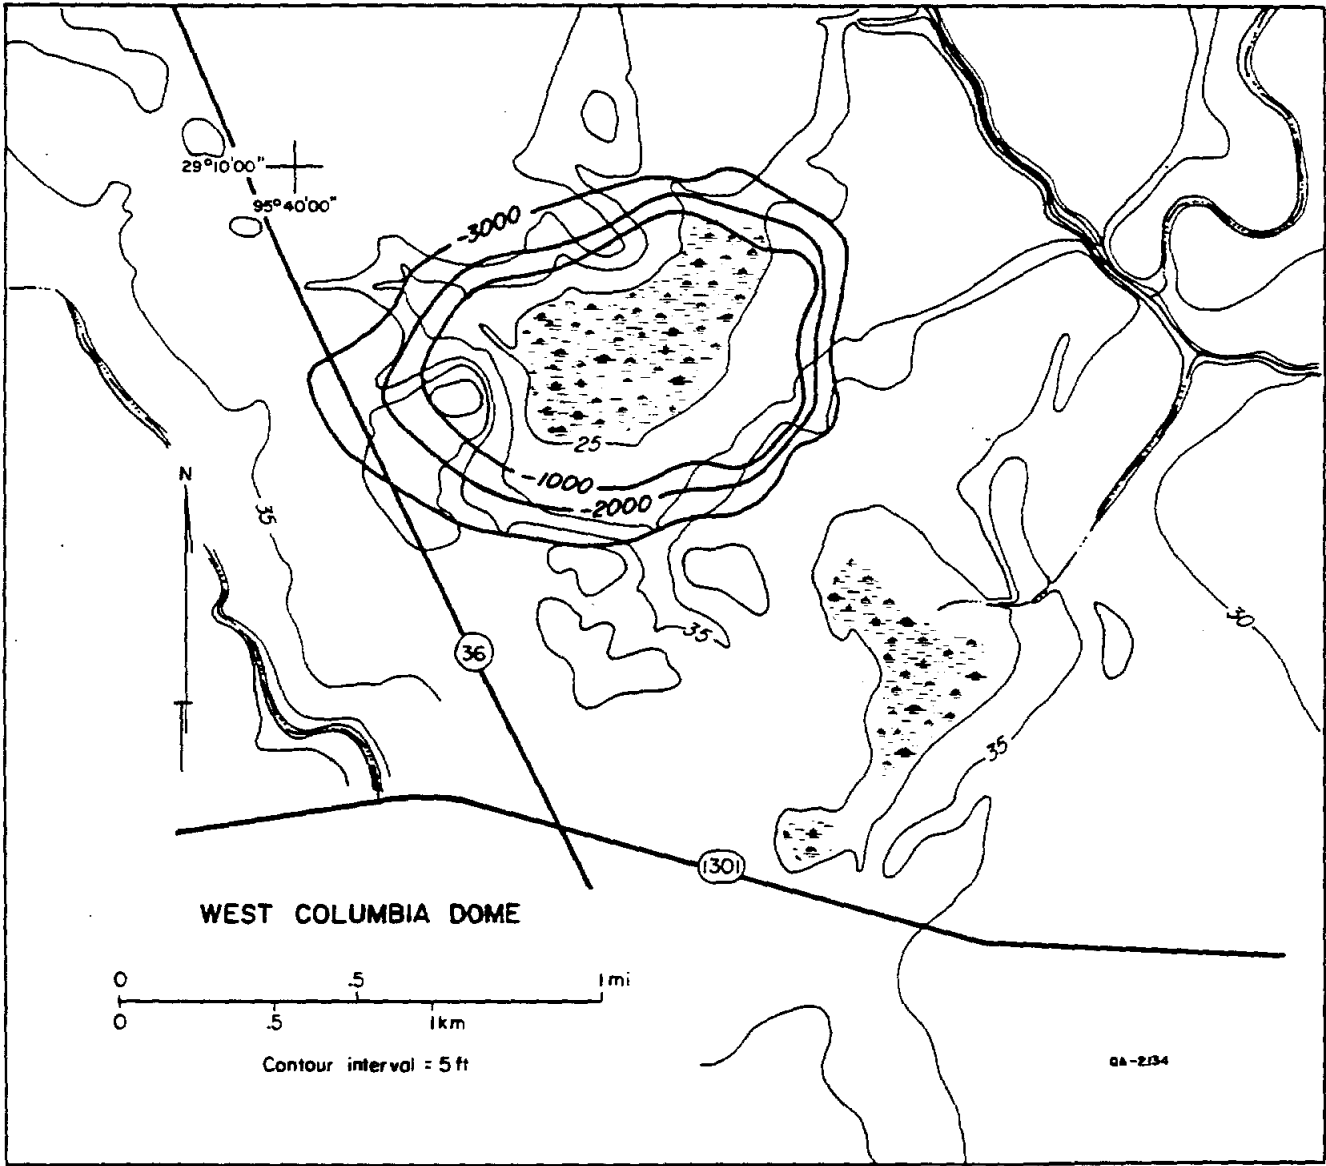 29°10'00"
95°40'00"
-3000
25
-1000
-2000
N
35
35
30
36
35
1301
WEST COLUMBIA DOME
0 .5 1 mi
0 .5 1 km
Contour interval = 5 ft
QA-2134